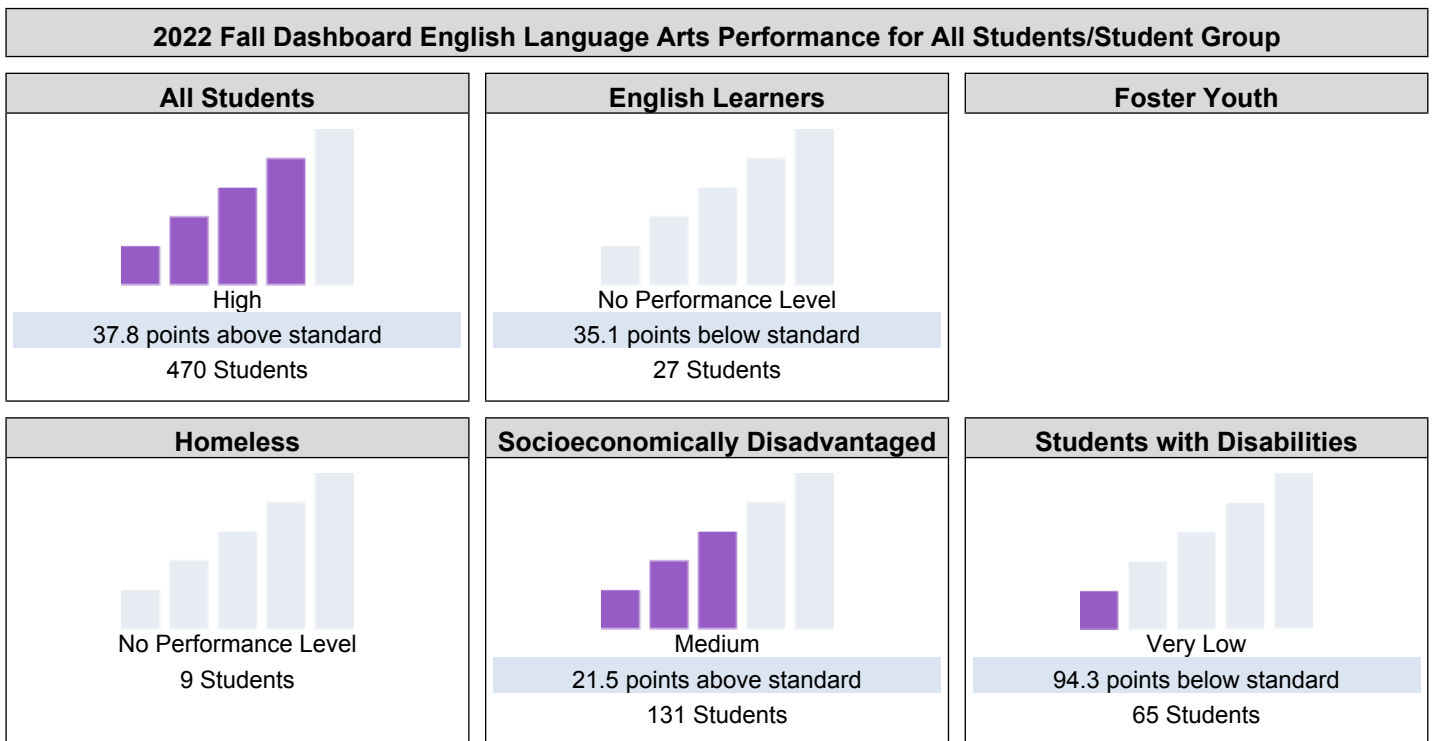 2022 Fall Dashboard English Language Arts Performance for All Students/Student Group
All Students
High
37.8 points above standard
470 Students
English Learners
No Performance Level
35.1 points below standard
27 Students
Foster Youth
Homeless
No Performance Level
9 Students
Socioeconomically Disadvantaged
Medium
21.5 points above standard
131 Students
Students with Disabilities
Very Low
94.3 points below standard
65 Students